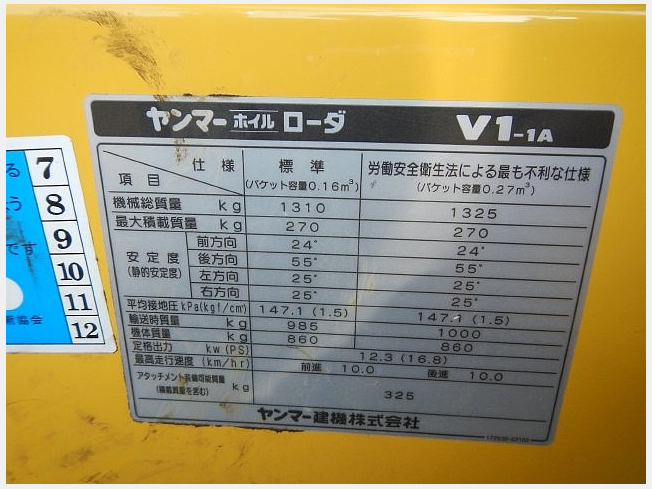 ヤンマーホイルローダ V1-1A
仕様 標準 労働安全衛生法による最も不利な仕様
項目 (バケット容量0.16m³) (バケット容量0.27m³)
機械総質量 kg 1310 1325
最大積載質量 kg 270 270
安定度 (静的安定度) 前方向 24° 24°
後方向 55° 55°
左方向 25° 25°
右方向 25° 25°
平均接地圧 kPa(kgf/cm²) 147.1 (1.5) 147.1 (1.5)
輸送時質量 kg 985 1000
機体質量 kg 860 860
定格出力 kw (PS) 12.3 (16.8)
最高走行速度 (km/hr) 前進 10.0 後進 10.0
アタッチメント装備可能質量 (積載質量を含む) kg 325
ヤンマー建機株式会社
る 7
う 8
です 9
10
11
協会 12